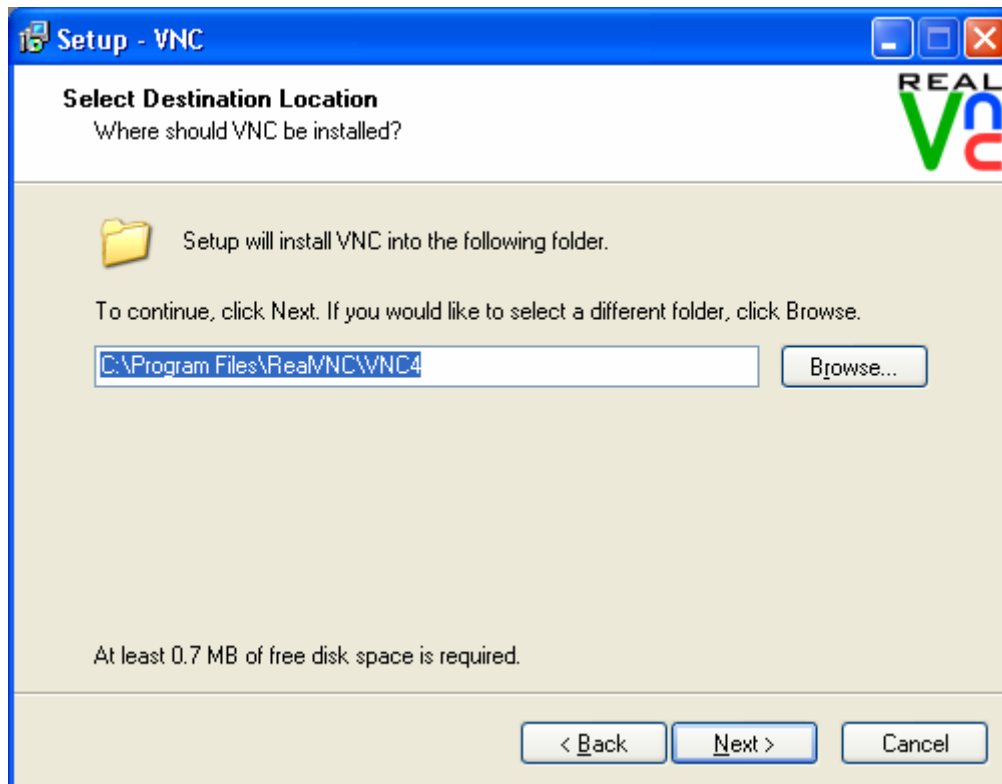 Setup - VNC
Select Destination Location
Where should VNC be installed?
REAL
VNC
Setup will install VNC into the following folder.
To continue, click Next. If you would like to select a different folder, click Browse.
C:\Program Files\RealVNC\VNC4
Browse...
At least 0.7 MB of free disk space is required.
< Back
Next >
Cancel